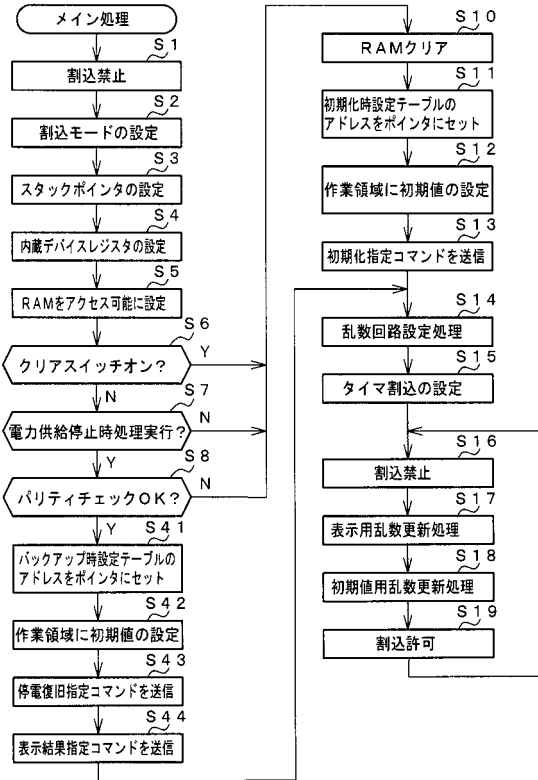 メイン処理
S1
割込禁止
S2
割込モードの設定
S3
スタックポインタの設定
S4
内蔵デバイスレジスタの設定
S5
RAMをアクセス可能に設定
S6
クリアスイッチオン?
Y
N
S7
電力供給停止時処理実行?
N
Y
S8
パリティチェックOK?
N
Y
S41
バックアップ時設定テーブルの
アドレスをポインタにセット
S42
作業領域に初期値の設定
S43
停電復旧指定コマンドを送信
S44
表示結果指定コマンドを送信
S10
RAMクリア
S11
初期化時設定テーブルの
アドレスをポインタにセット
S12
作業領域に初期値の設定
S13
初期化指定コマンドを送信
S14
乱数回路設定処理
S15
タイマ割込の設定
S16
割込禁止
S17
表示用乱数更新処理
S18
初期値用乱数更新処理
S19
割込許可